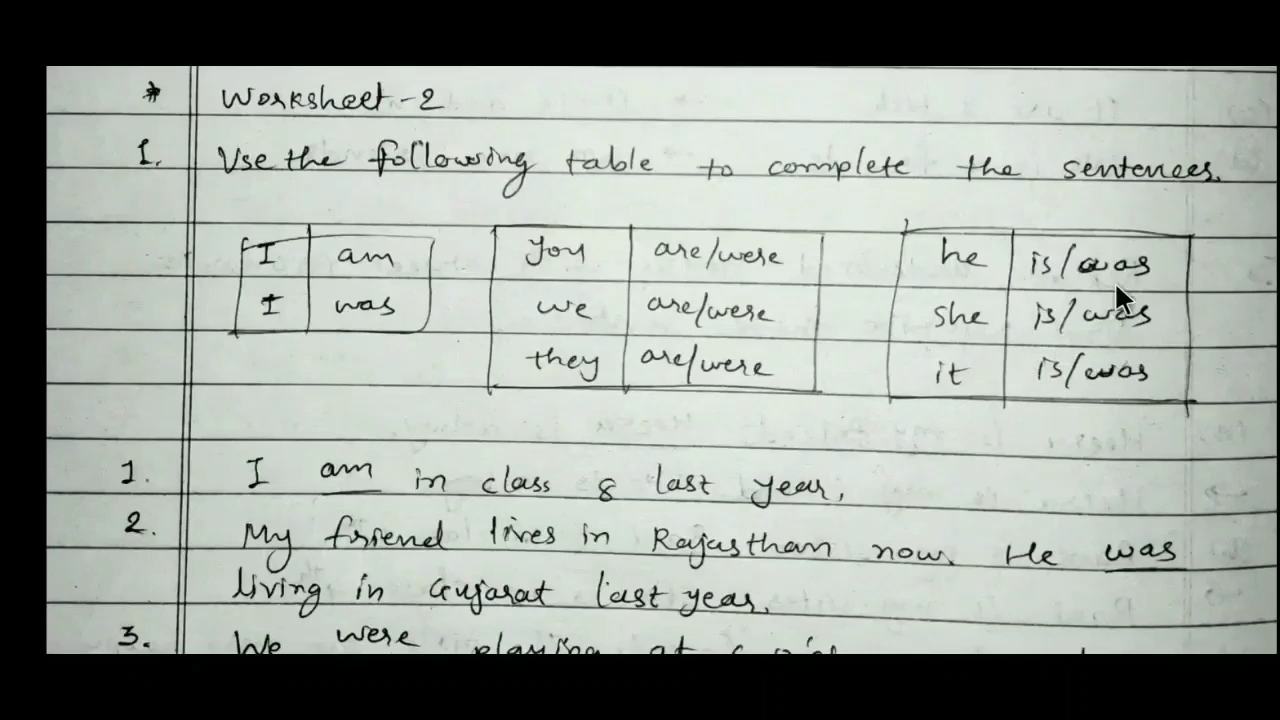 * Worksheet-2
I. Use the following table to complete the sentences.
I am you are/were he is/was
I was we are/were she is/was
they are/were it is/was
1. I am in class 8 last year.
2. My friend lives in Rajasthan now. He was
living in Gujarat last year.
3. We were playing at